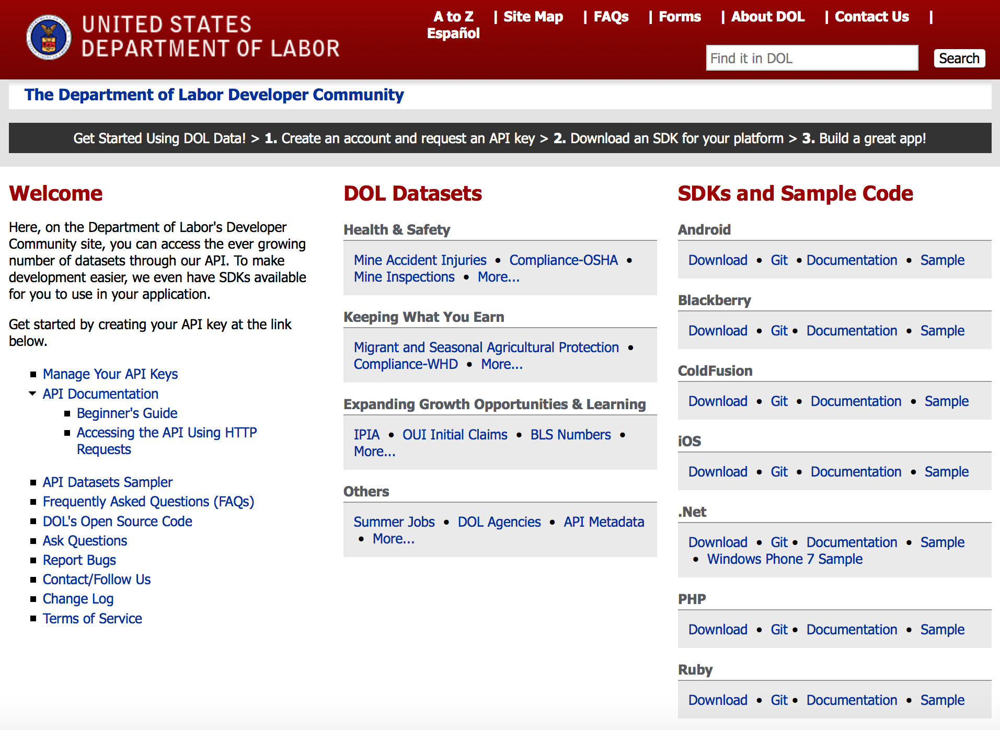 UNITED STATES
DEPARTMENT OF LABOR
A to Z | Site Map | FAQs | Forms | About DOL | Contact Us |
Español
Find it in DOL Search
The Department of Labor Developer Community
Get Started Using DOL Data! > 1. Create an account and request an API key > 2. Download an SDK for your platform > 3. Build a great app!
Welcome
Here, on the Department of Labor's Developer
Community site, you can access the ever growing
number of datasets through our API. To make
development easier, we even have SDKs available
for you to use in your application.
Get started by creating your API key at the link
below.
Manage Your API Keys
API Documentation
Beginner's Guide
Accessing the API Using HTTP
Requests
API Datasets Sampler
Frequently Asked Questions (FAQs)
DOL's Open Source Code
Ask Questions
Report Bugs
Contact/Follow Us
Change Log
Terms of Service
DOL Datasets
Health & Safety
Mine Accident Injuries • Compliance-OSHA •
Mine Inspections • More...
Keeping What You Earn
Migrant and Seasonal Agricultural Protection •
Compliance-WHD • More...
Expanding Growth Opportunities & Learning
IPIA • OUI Initial Claims • BLS Numbers •
More...
Others
Summer Jobs • DOL Agencies • API Metadata
• More...
SDKs and Sample Code
Android
Download • Git • Documentation • Sample
Blackberry
Download • Git • Documentation • Sample
ColdFusion
Download • Git • Documentation • Sample
iOS
Download • Git • Documentation • Sample
.Net
Download • Git • Documentation • Sample
• Windows Phone 7 Sample
PHP
Download • Git • Documentation • Sample
Ruby
Download • Git • Documentation • Sample